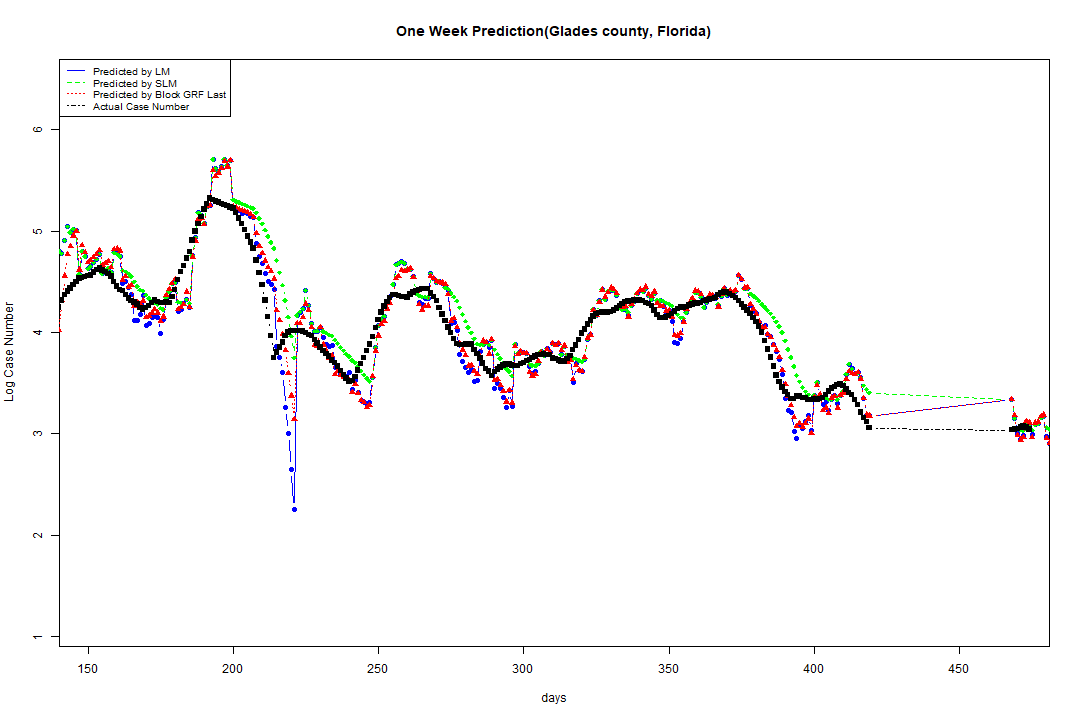 One Week Prediction(Glades county, Florida)
Predicted by LM
Predicted by SLM
Predicted by Block GRF Last
Actual Case Number
6
5
4
3
2
1
Log Case Number
150 200 250 300 350 400 450
days